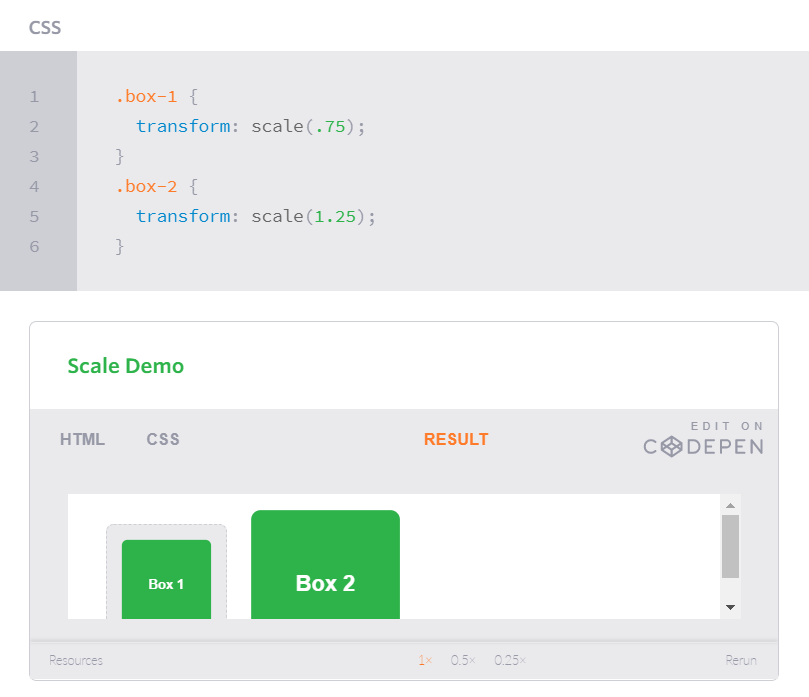 CSS
1 .box-1 {
2 transform: scale(.75);
3 }
4 .box-2 {
5 transform: scale(1.25);
6 }
Scale Demo
HTML CSS RESULT EDIT ON
CODEPEN
Box 1 Box 2
Resources 1× 0.5× 0.25× Rerun